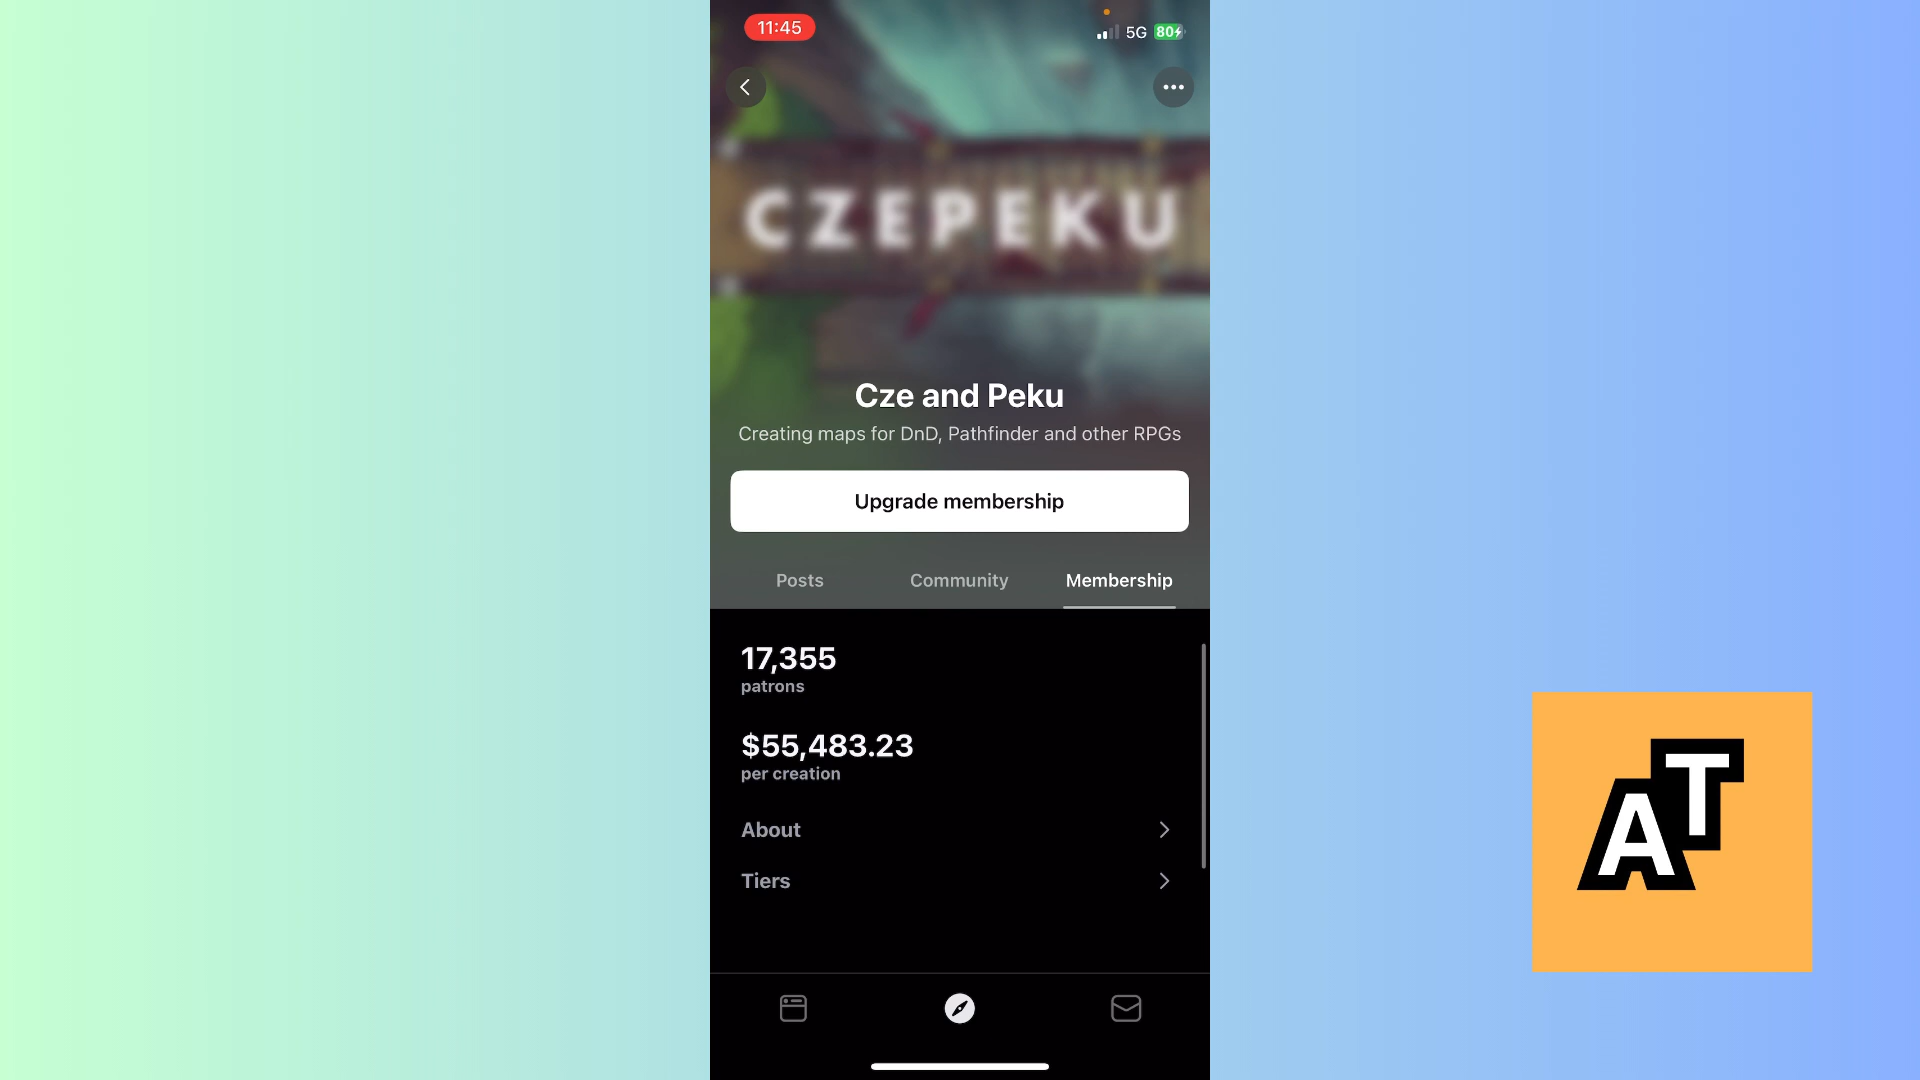 11:45
5G 80
CZEPEKU
Cze and Peku
Creating maps for DnD, Pathfinder and other RPGs
Upgrade membership
Posts Community Membership
17,355
patrons
$55,483.23
per creation
About
Tiers
AT